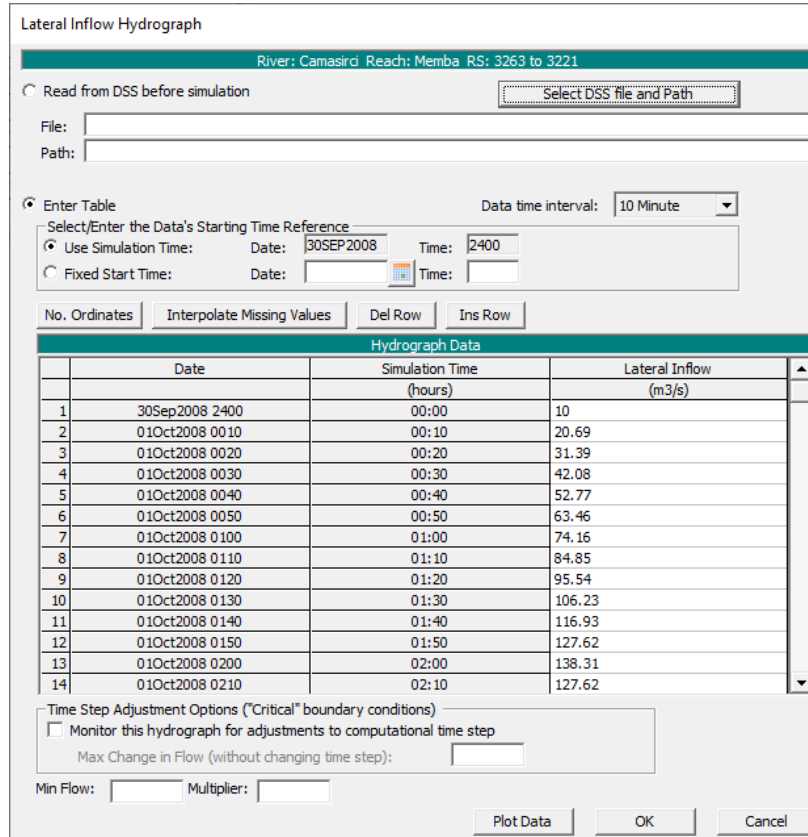 Lateral Inflow Hydrograph
River: Camasirci Reach: Memba RS: 3263 to 3221
Read from DSS before simulation Select DSS file and Path
File:
Path:
Enter Table Data time interval: 10 Minute
Select/Enter the Data's Starting Time Reference
Use Simulation Time: Date: 30SEP2008 Time: 2400
Fixed Start Time: Date: Time:
No. Ordinates Interpolate Missing Values Del Row Ins Row
Hydrograph Data
Date Simulation Time Lateral Inflow
(hours) (m3/s)
1 30Sep2008 2400 00:00 10
2 01Oct2008 0010 00:10 20.69
3 01Oct2008 0020 00:20 31.39
4 01Oct2008 0030 00:30 42.08
5 01Oct2008 0040 00:40 52.77
6 01Oct2008 0050 00:50 63.46
7 01Oct2008 0100 01:00 74.16
8 01Oct2008 0110 01:10 84.85
9 01Oct2008 0120 01:20 95.54
10 01Oct2008 0130 01:30 106.23
11 01Oct2008 0140 01:40 116.93
12 01Oct2008 0150 01:50 127.62
13 01Oct2008 0200 02:00 138.31
14 01Oct2008 0210 02:10 127.62
Time Step Adjustment Options ("Critical" boundary conditions)
Monitor this hydrograph for adjustments to computational time step
Max Change in Flow (without changing time step):
Min Flow: Multiplier:
Plot Data OK Cancel